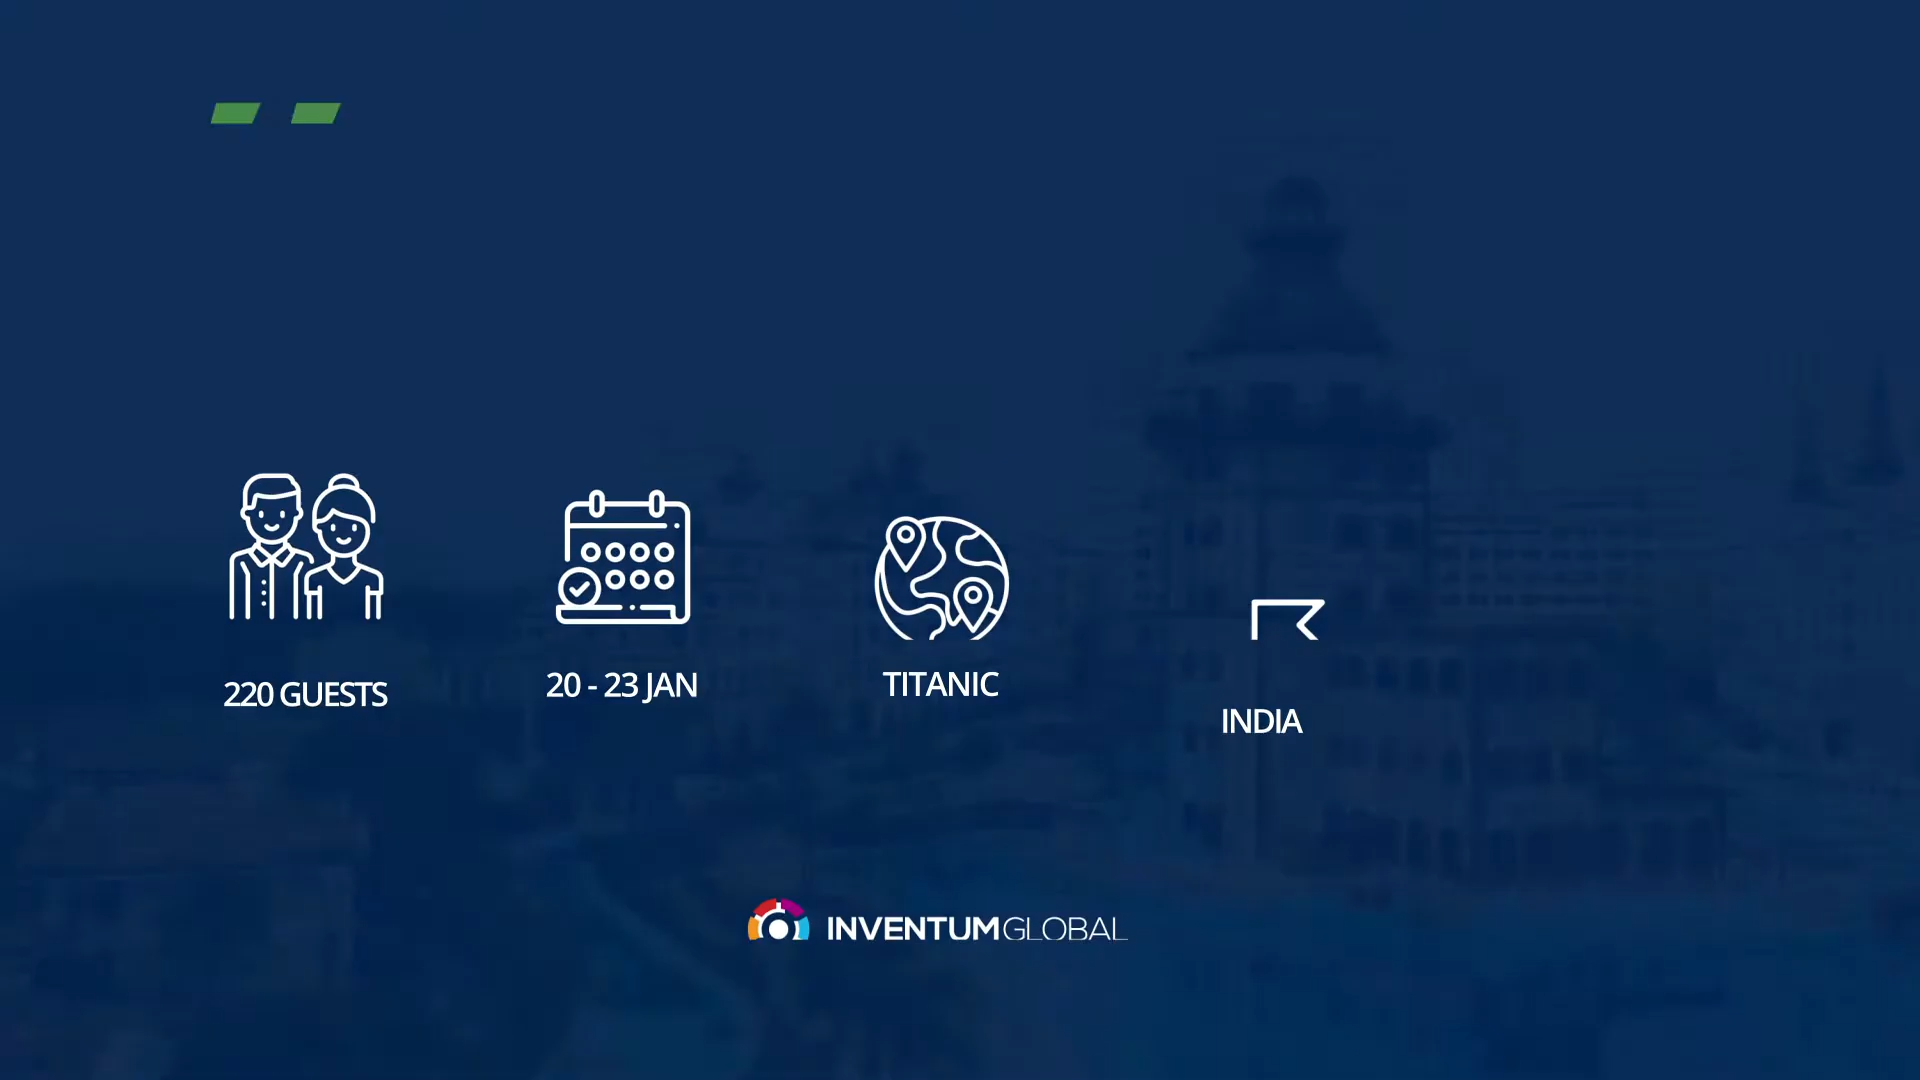 220 GUESTS
20 - 23 JAN
TITANIC
INDIA
INVENTUMGLOBAL